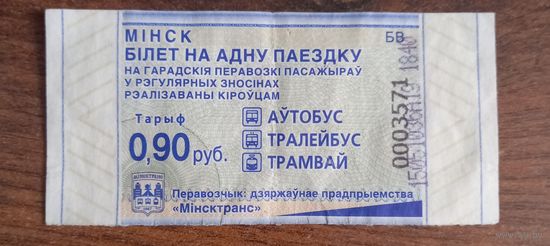 МІНСК
БВ
БІЛЕТ НА АДНУ ПАЕЗДКУ
НА ГАРАДСКІЯ ПЕРАВОЗКІ ПАСАЖЫРАЎ
У РЭГУЛЯРНЫХ ЗНОСІНАХ
РЭАЛІЗАВАНЫ КІРОЎЦАМ
Тарыф
0,90 руб.
АЎТОБУС
ТРАЛЕЙБУС
ТРАМВАЙ
МІНСКТРАНС
Перавозчык: дзяржаўнае прадпрыемства
«Мінсктранс»
0003571